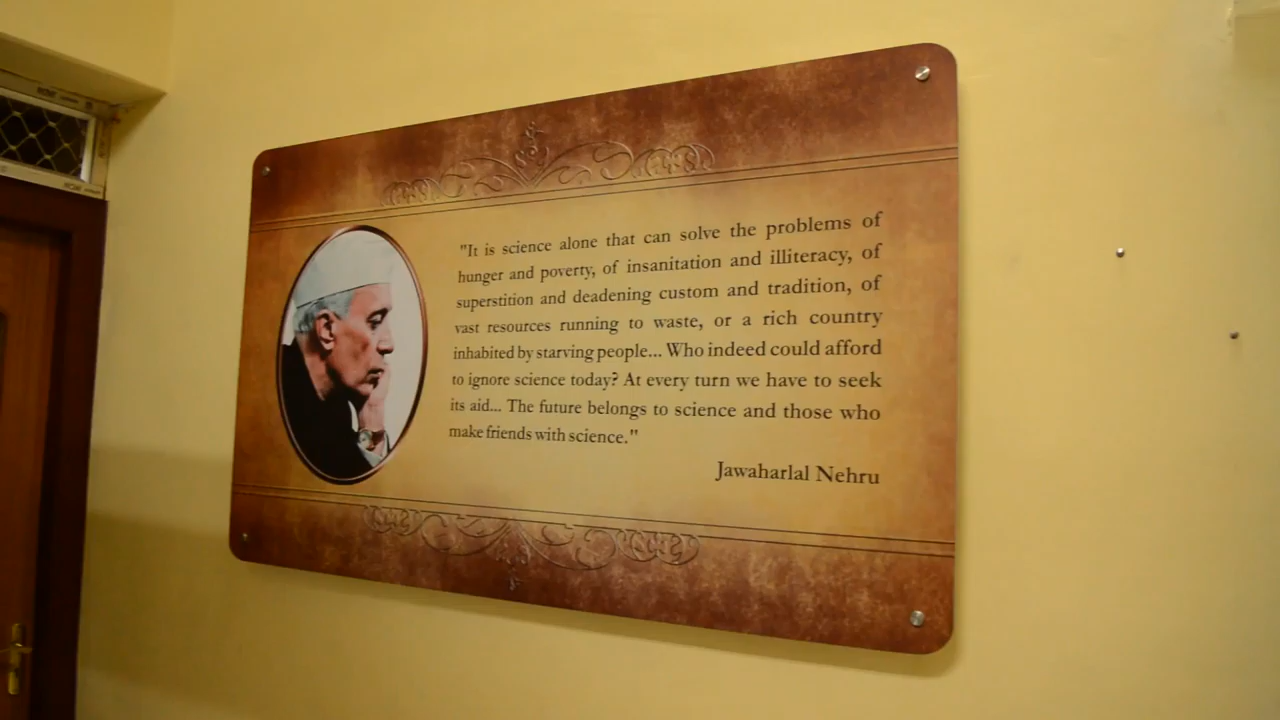 "It is science alone that can solve the problems of
hunger and poverty, of insanitation and illiteracy, of
superstition and deadening custom and tradition, of
vast resources running to waste, or a rich country
inhabited by starving people... Who indeed could afford
to ignore science today? At every turn we have to seek
its aid... The future belongs to science and those who
make friends with science."
Jawaharlal Nehru